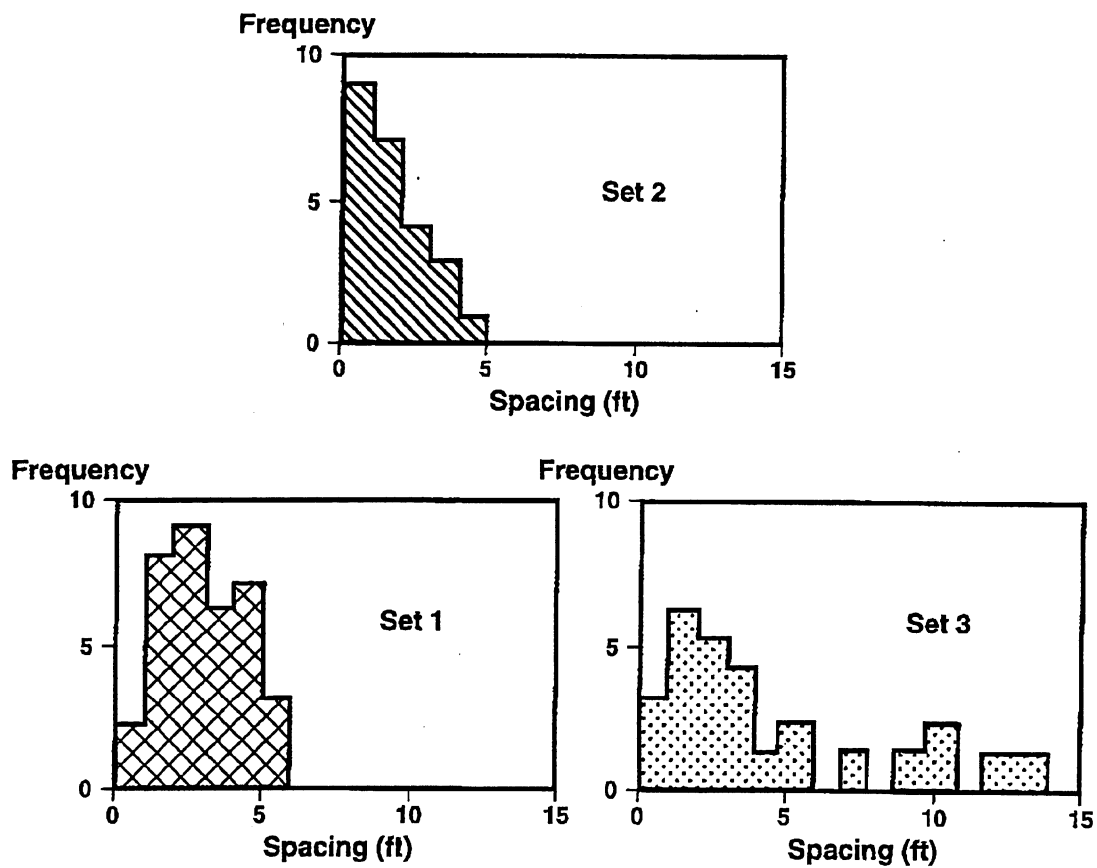 Frequency
10
5
0
Set 2
0 5 10 15
Spacing (ft)
Frequency
10
5
0
Set 1
0 5 10 15
Spacing (ft)
Frequency
10
5
0
Set 3
0 5 10 15
Spacing (ft)